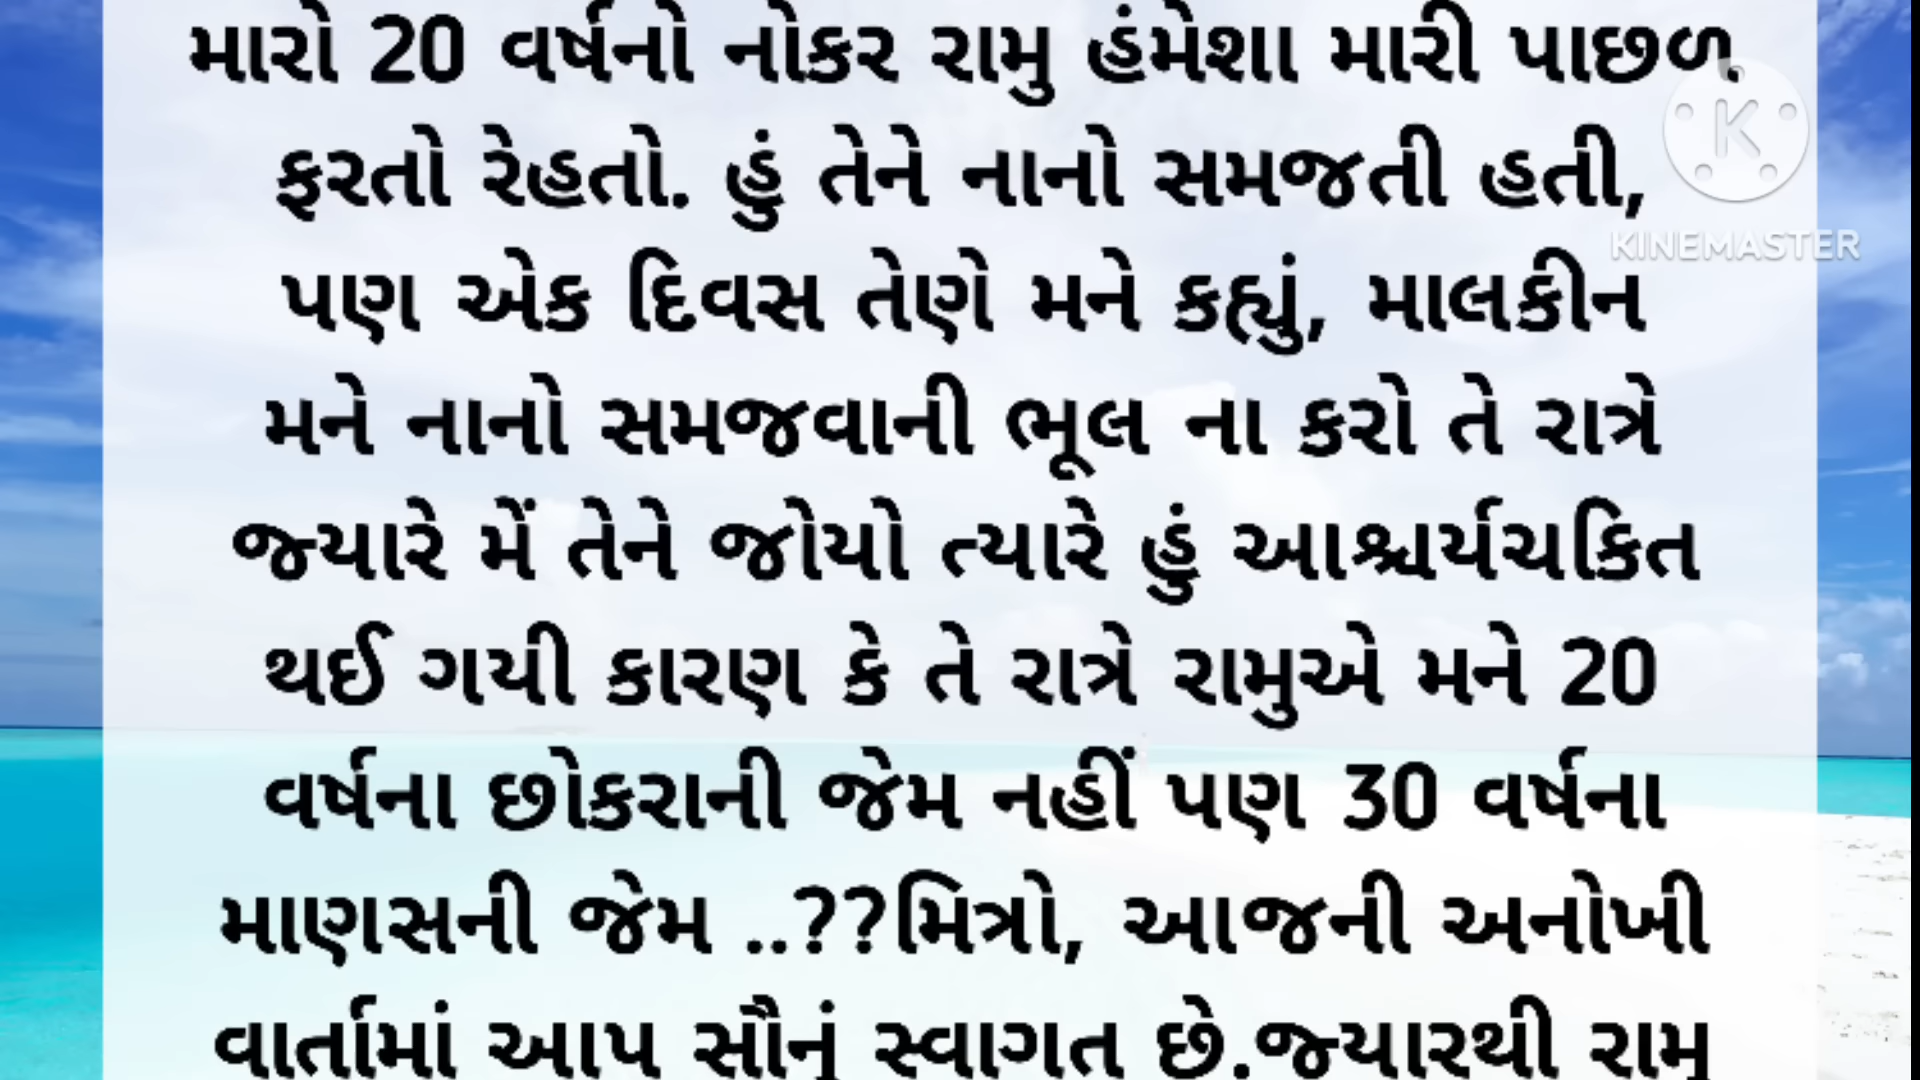 મારો 20 વર્ષનો નોકર રામુ હંમેશા મારી પાછળ
ફરતો રેહતો. હું તેને નાનો સમજતી હતી,
KINEMASTER
પણ એક દિવસ તેણે મને કહ્યું, માલકીન
મને નાનો સમજવાની ભૂલ ના કરો તે રાત્રે
જ્યારે મેં તેને જોયો ત્યારે હું આશ્ચર્યચકિત
થઈ ગયી કારણ કે તે રાત્રે રામુએ મને 20
વર્ષના છોકરાની જેમ નહીં પણ 30 વર્ષના
માણસની જેમ ..??મિત્રો, આજની અનોખી
વાર્તામાં આપ સૌનું સ્વાગત છે.જ્યારથી રામુ